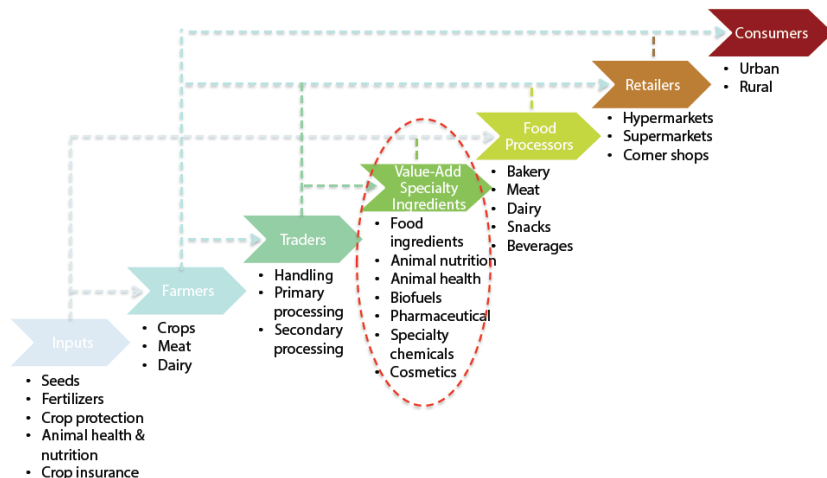 Consumers
• Urban
• Rural
Retailers
• Hypermarkets
• Supermarkets
• Corner shops
Food
Processors
• Bakery
• Meat
• Dairy
• Snacks
• Beverages
Value-Add
Specialty
Ingredients
• Food
ingredients
• Animal nutrition
• Animal health
• Biofuels
• Pharmaceutical
• Specialty
chemicals
• Cosmetics
Traders
• Handling
• Primary
processing
• Secondary
processing
Farmers
• Crops
• Meat
• Dairy
Inputs
• Seeds
• Fertilizers
• Crop protection
• Animal health &
nutrition
• Crop insurance